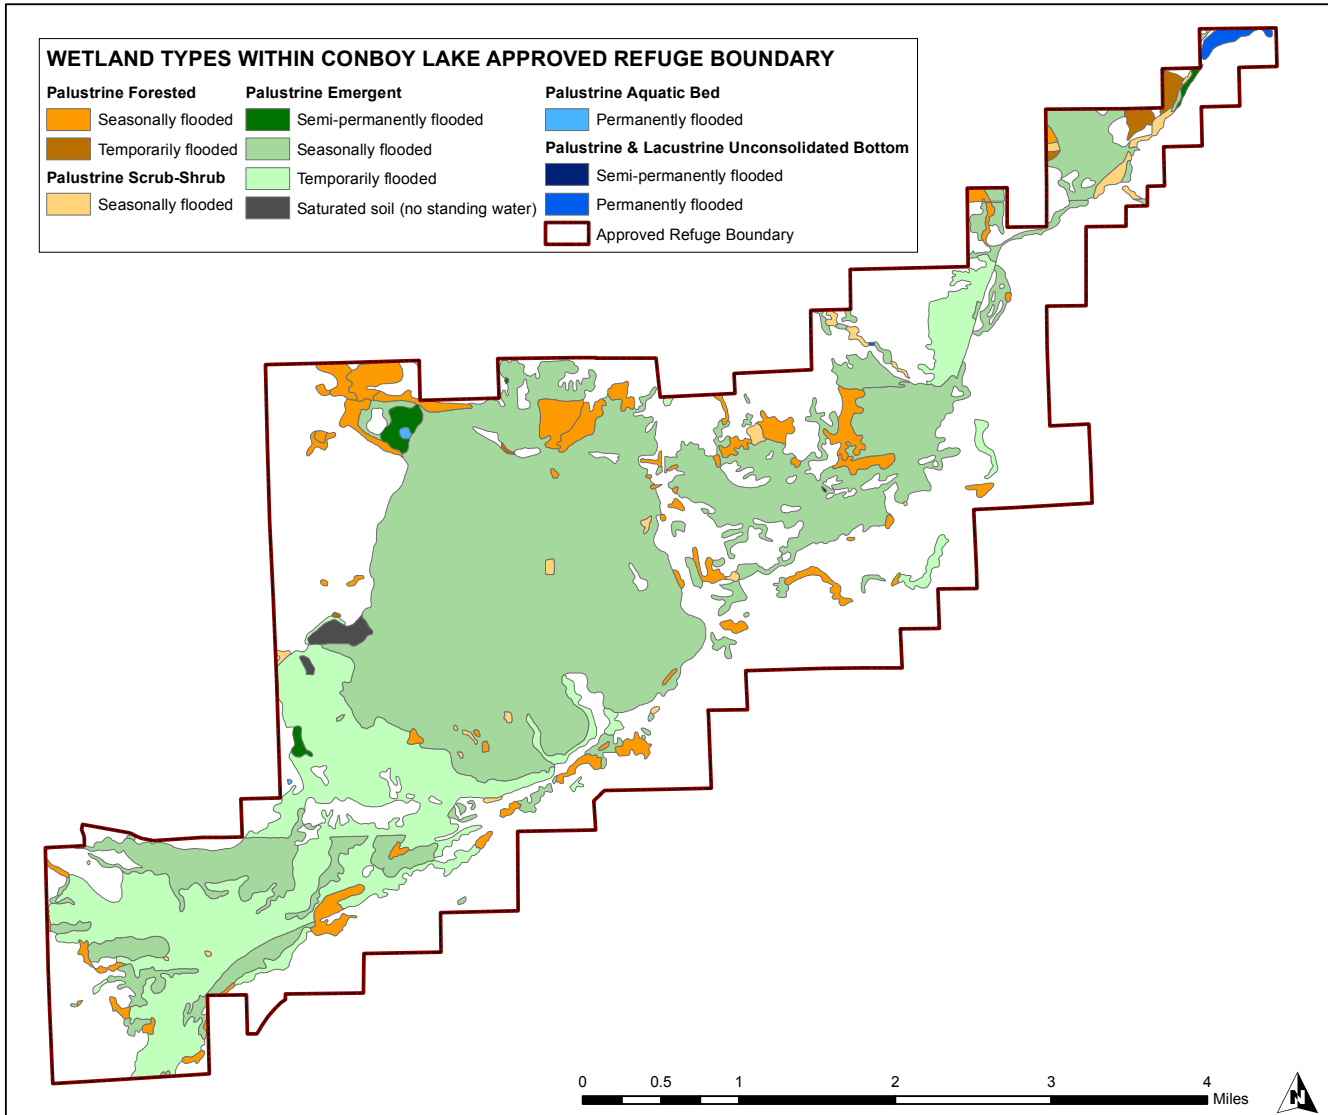 WETLAND TYPES WITHIN CONBOY LAKE APPROVED REFUGE BOUNDARY
Palustrine Forested
Seasonally flooded
Temporarily flooded
Palustrine Scrub-Shrub
Seasonally flooded
Palustrine Emergent
Semi-permanently flooded
Seasonally flooded
Temporarily flooded
Saturated soil (no standing water)
Palustrine Aquatic Bed
Permanently flooded
Palustrine & Lacustrine Unconsolidated Bottom
Semi-permanently flooded
Permanently flooded
Approved Refuge Boundary
0 0.5 1 2 3 4
Miles
N